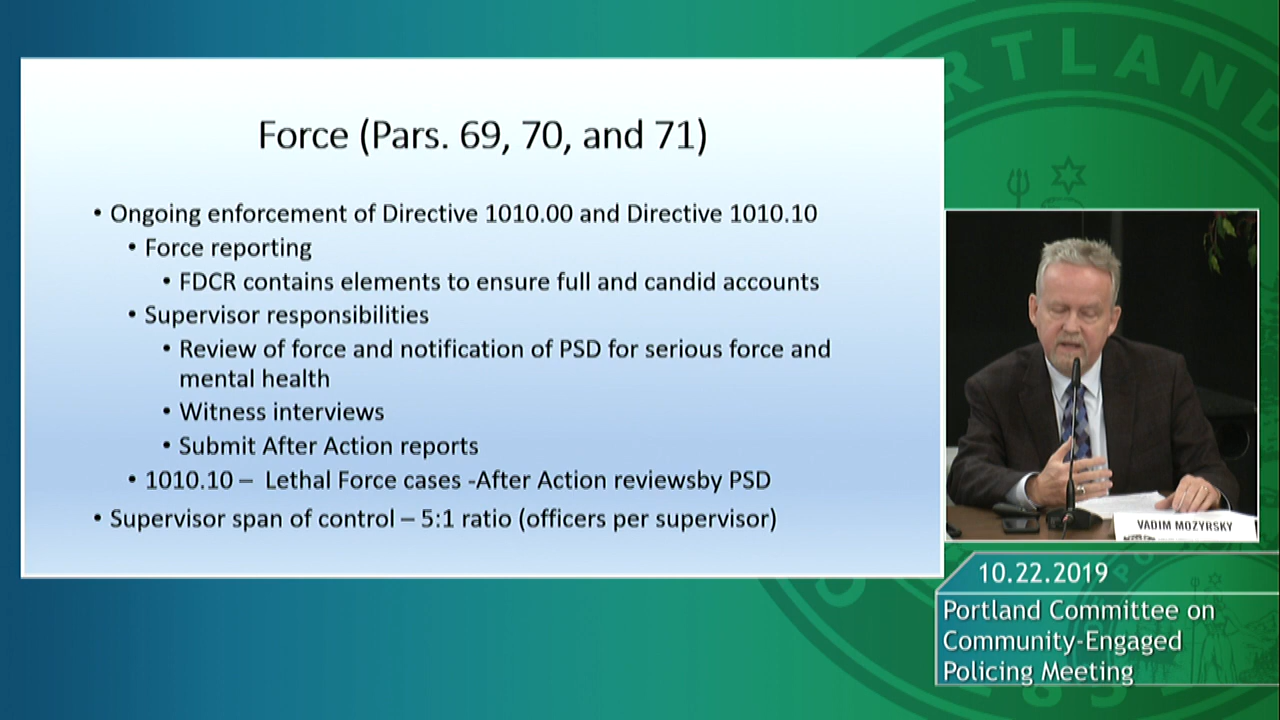 Force (Pars. 69, 70, and 71)
• Ongoing enforcement of Directive 1010.00 and Directive 1010.10
• Force reporting
• FDCR contains elements to ensure full and candid accounts
• Supervisor responsibilities
• Review of force and notification of PSD for serious force and
mental health
• Witness interviews
• Submit After Action reports
• 1010.10 – Lethal Force cases -After Action reviewsby PSD
• Supervisor span of control – 5:1 ratio (officers per supervisor)
VADIM MOZYRSKY
10.22.2019
Portland Committee on
Community-Engaged
Policing Meeting